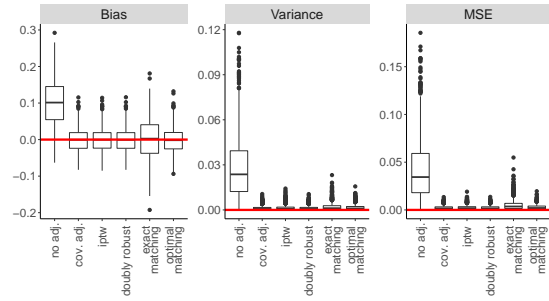 Bias
Variance
MSE
0.3
0.2
0.1
0.0
−0.1
−0.2
0.12
0.09
0.06
0.03
0.00
0.15
0.10
0.05
0.00
no adj.
cov. adj.
iptw
doubly robust
exact
matching
optimal
matching
no adj.
cov. adj.
iptw
doubly robust
exact
matching
optimal
matching
no adj.
cov. adj.
iptw
doubly robust
exact
matching
optimal
matching